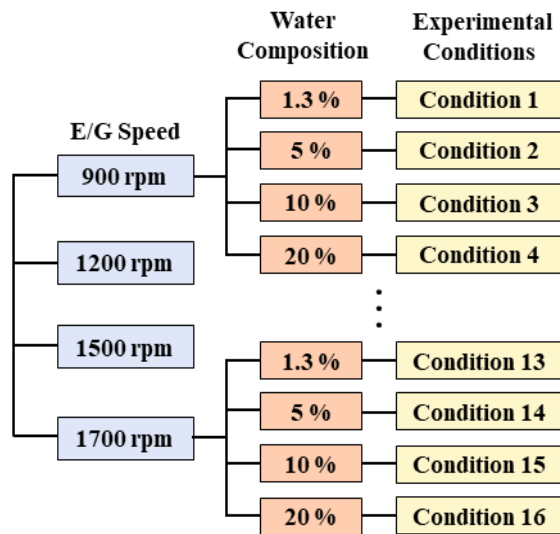 Water
Composition
Experimental
Conditions
E/G Speed
900 rpm
1200 rpm
1500 rpm
1700 rpm
1.3 %
Condition 1
5 %
Condition 2
10 %
Condition 3
20 %
Condition 4
⋮
1.3 %
Condition 13
5 %
Condition 14
10 %
Condition 15
20 %
Condition 16